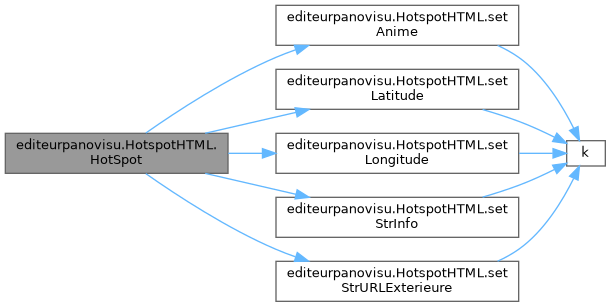 editeurpanovisu.HotspotHTML.set
Anime
editeurpanovisu.HotspotHTML.set
Latitude
editeurpanovisu.HotspotHTML.
HotSpot
editeurpanovisu.HotspotHTML.set
Longitude
k
editeurpanovisu.HotspotHTML.set
StrInfo
editeurpanovisu.HotspotHTML.set
StrURLExterieure